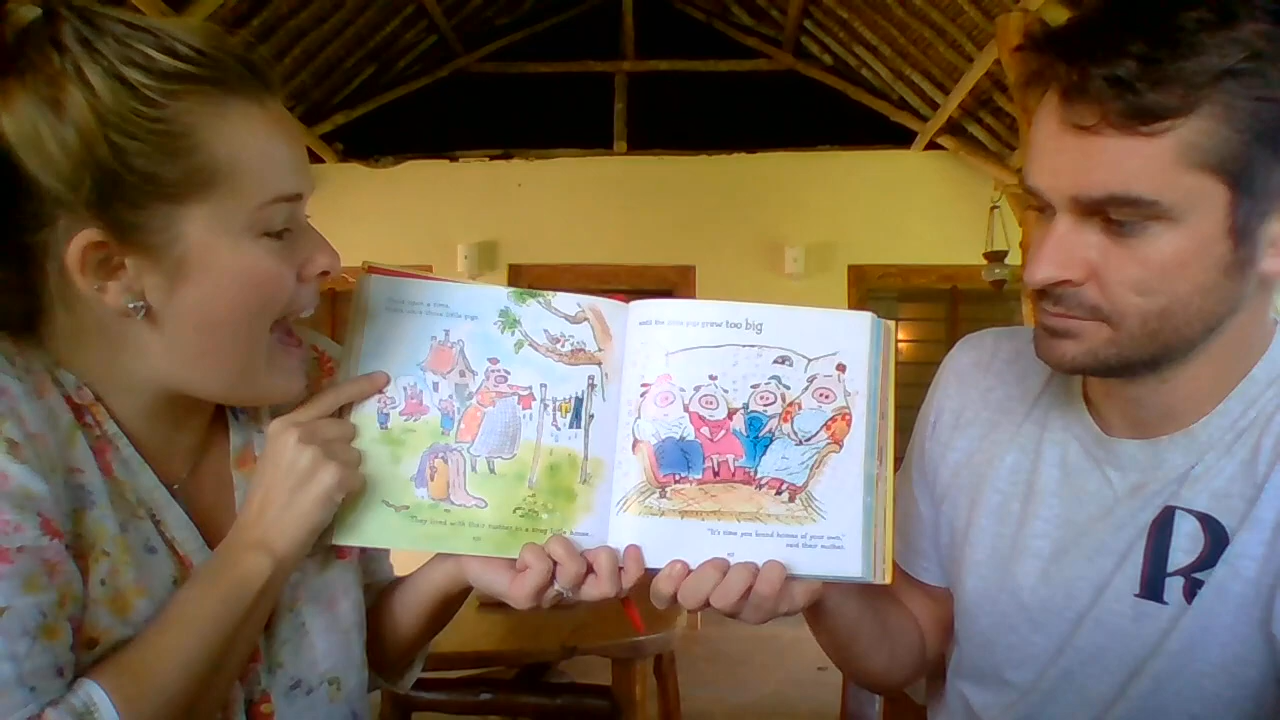 Once upon a time,
there were three little pigs.
They lived with their mother in a snug little house.
until the little pigs grew too big
"It's time you found homes of your own,"
said their mother.
R